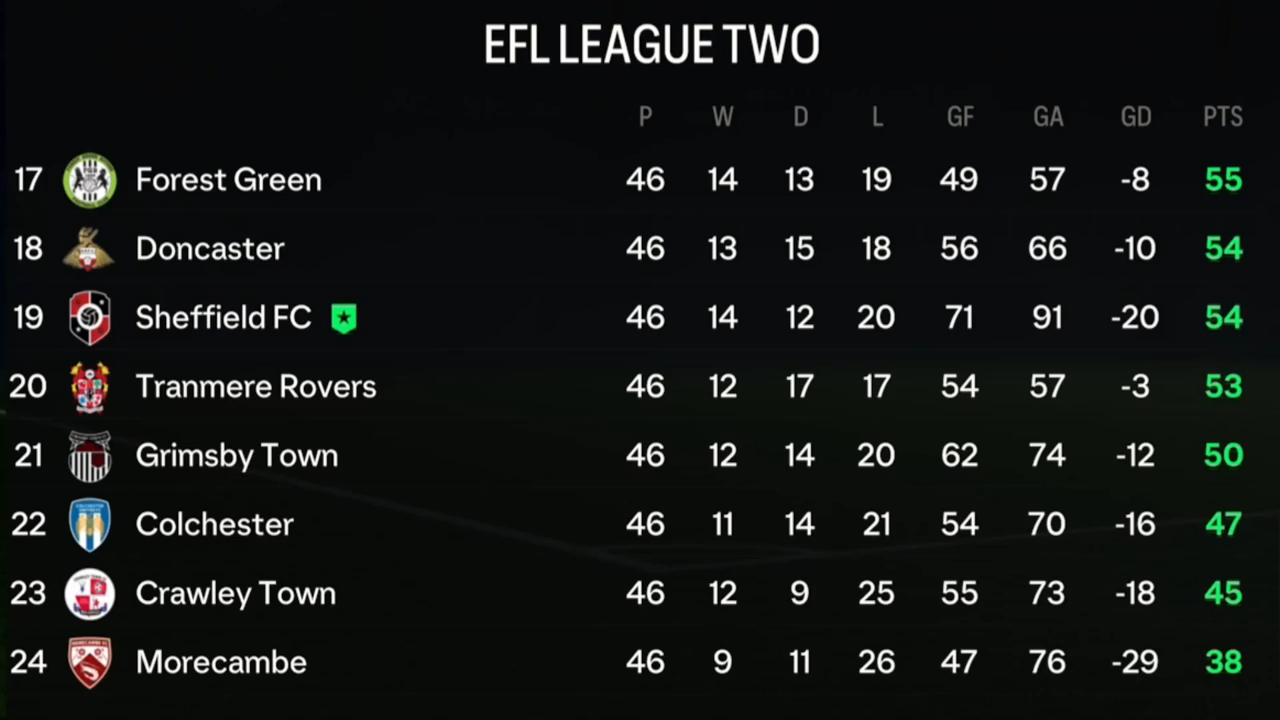 EFL LEAGUE TWO
P W D L GF GA GD PTS
17 Forest Green 46 14 13 19 49 57 -8 55
18 Doncaster 46 13 15 18 56 66 -10 54
19 Sheffield FC 46 14 12 20 71 91 -20 54
20 Tranmere Rovers 46 12 17 17 54 57 -3 53
21 Grimsby Town 46 12 14 20 62 74 -12 50
22 Colchester 46 11 14 21 54 70 -16 47
23 Crawley Town 46 12 9 25 55 73 -18 45
24 Morecambe 46 9 11 26 47 76 -29 38